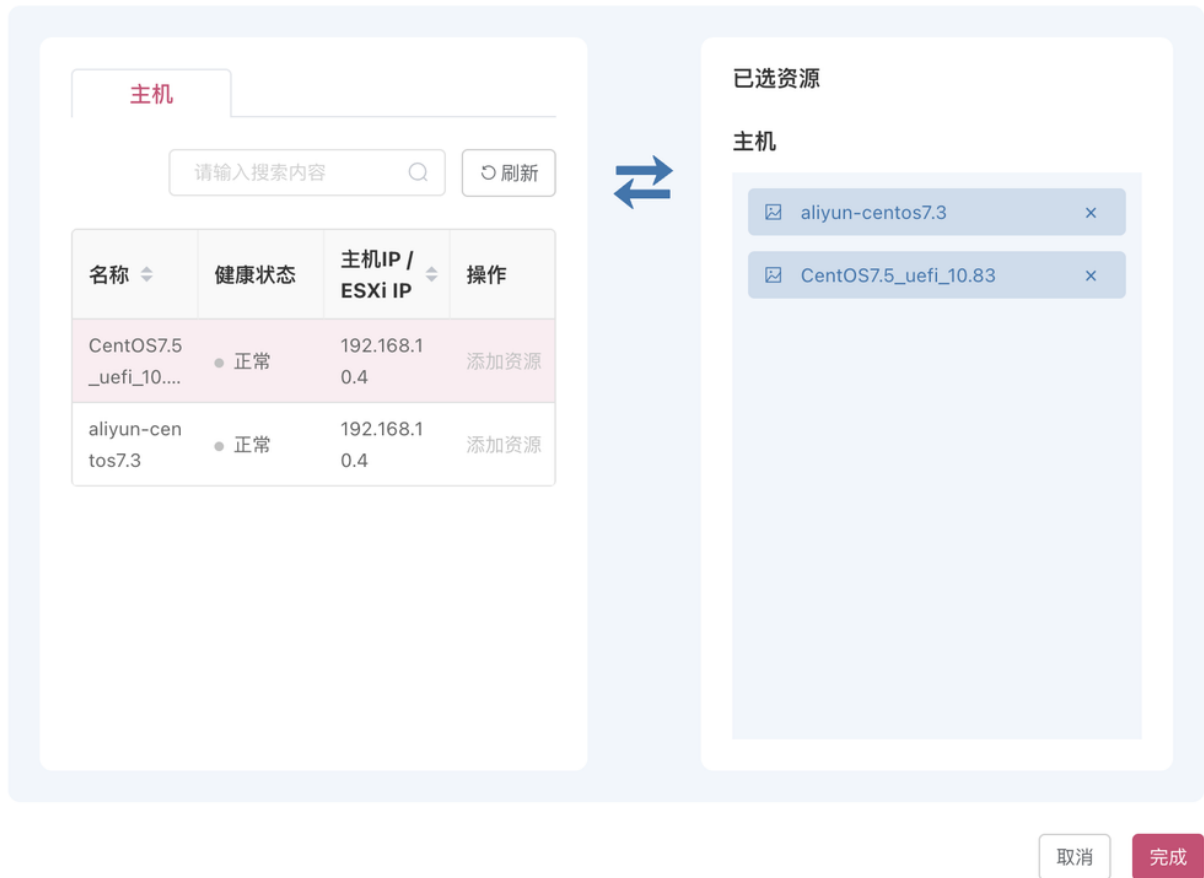 主机
请输入搜索内容
刷新
名称 健康状态 主机IP / ESXi IP 操作
CentOS7.5
_uefi_10.... 正常 192.168.1
0.4 添加资源
aliyun-cen
tos7.3 正常 192.168.1
0.4 添加资源
已选资源
主机
aliyun-centos7.3 ×
CentOS7.5_uefi_10.83 ×
取消
完成